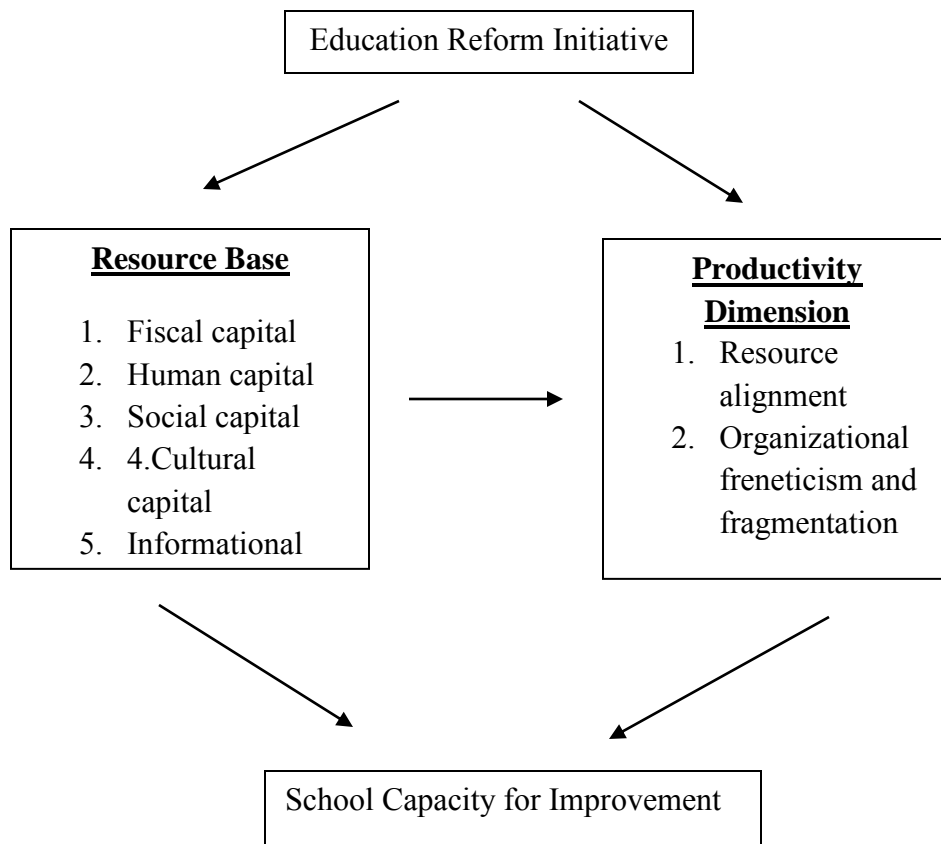 Education Reform Initiative
Resource Base
1. Fiscal capital
2. Human capital
3. Social capital
4. 4.Cultural
capital
5. Informational
Productivity
Dimension
1. Resource
alignment
2. Organizational
freneticism and
fragmentation
School Capacity for Improvement